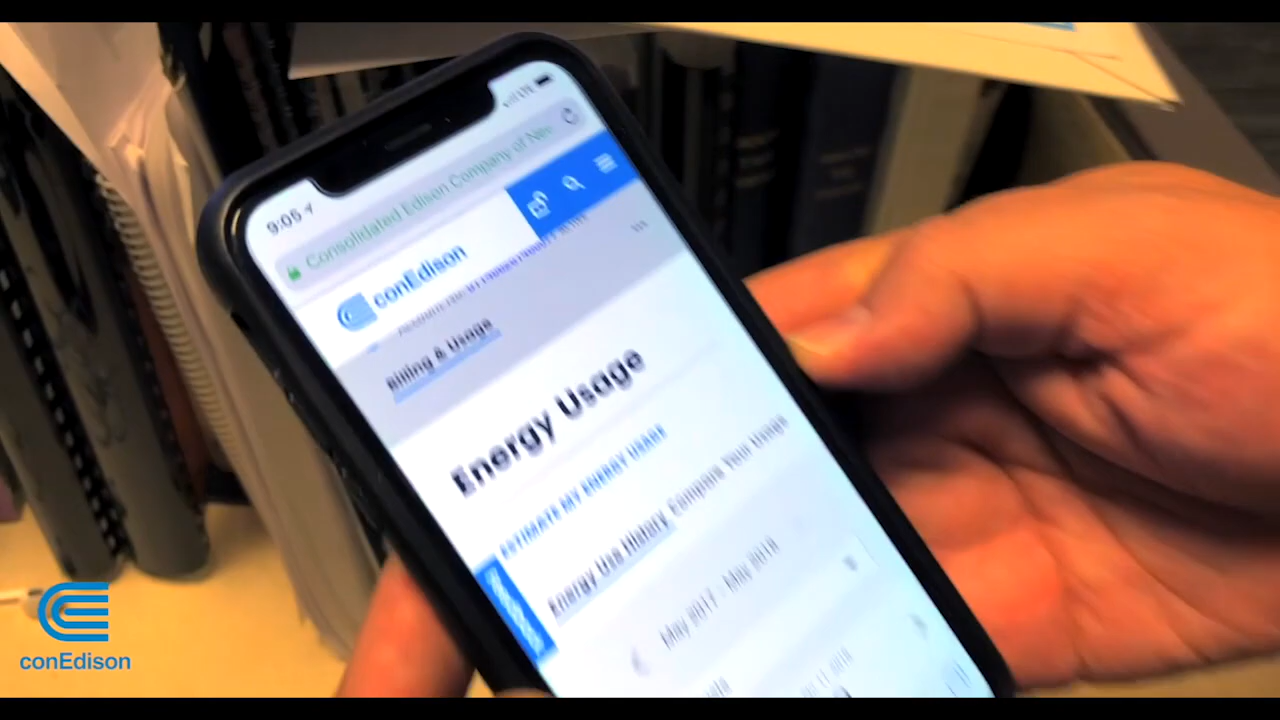 9:05
LTE
Consolidated Edison Company of New
conEdison
Billing & Usage
Energy Usage
ESTIMATE MY ENERGY USAGE
Energy Use History Compare Your Usage
May 2017 - May 2018
conEdison